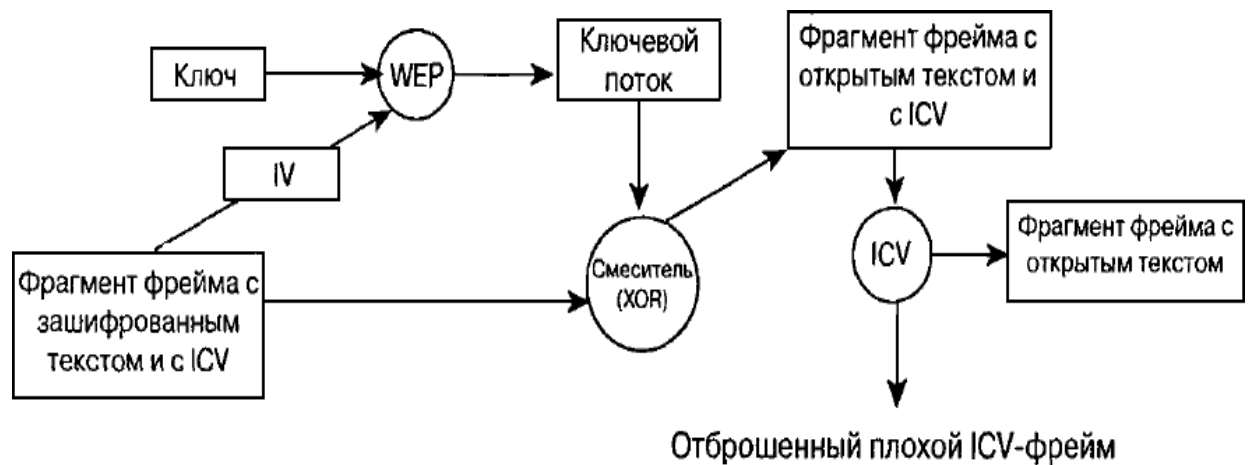 Ключ
WEP
Ключевой
поток
Фрагмент фрейма с
открытым текстом и
с ICV
IV
Фрагмент фрейма с
зашифрованным
текстом и с ICV
Смеситель
(XOR)
ICV
Фрагмент фрейма с
открытым текстом
Отброшенный плохой ICV-фрейм